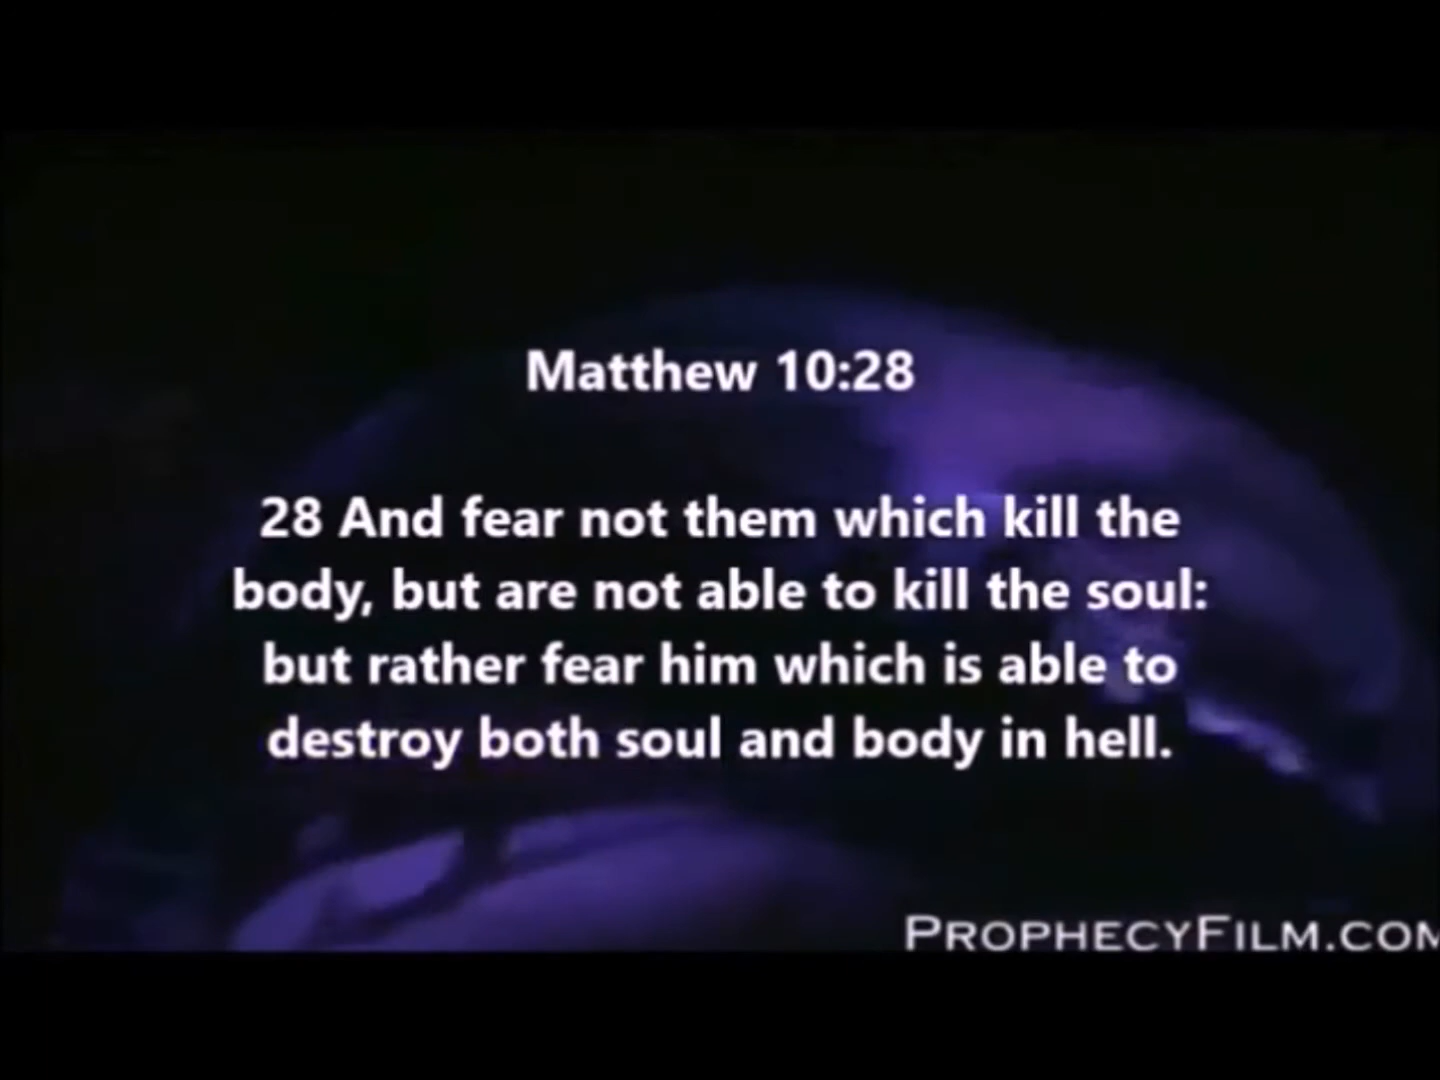 Matthew 10:28
28 And fear not them which kill the
body, but are not able to kill the soul:
but rather fear him which is able to
destroy both soul and body in hell.
PROPHECYFILM.COM